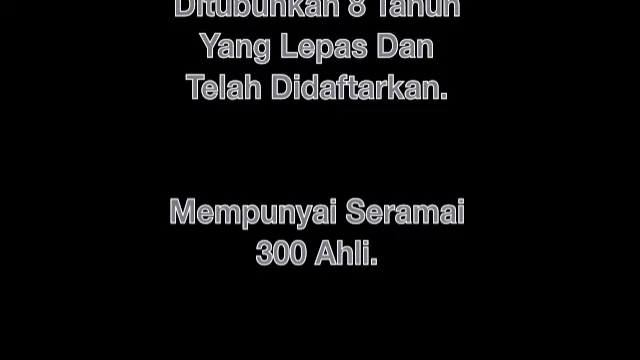 Ditubuhkan 8 Tahun
Yang Lepas Dan
Telah Didaftarkan.
Mempunyai Seramai
300 Ahli.